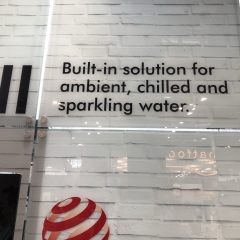 Built-in solution for
ambient, chilled and
sparkling water.